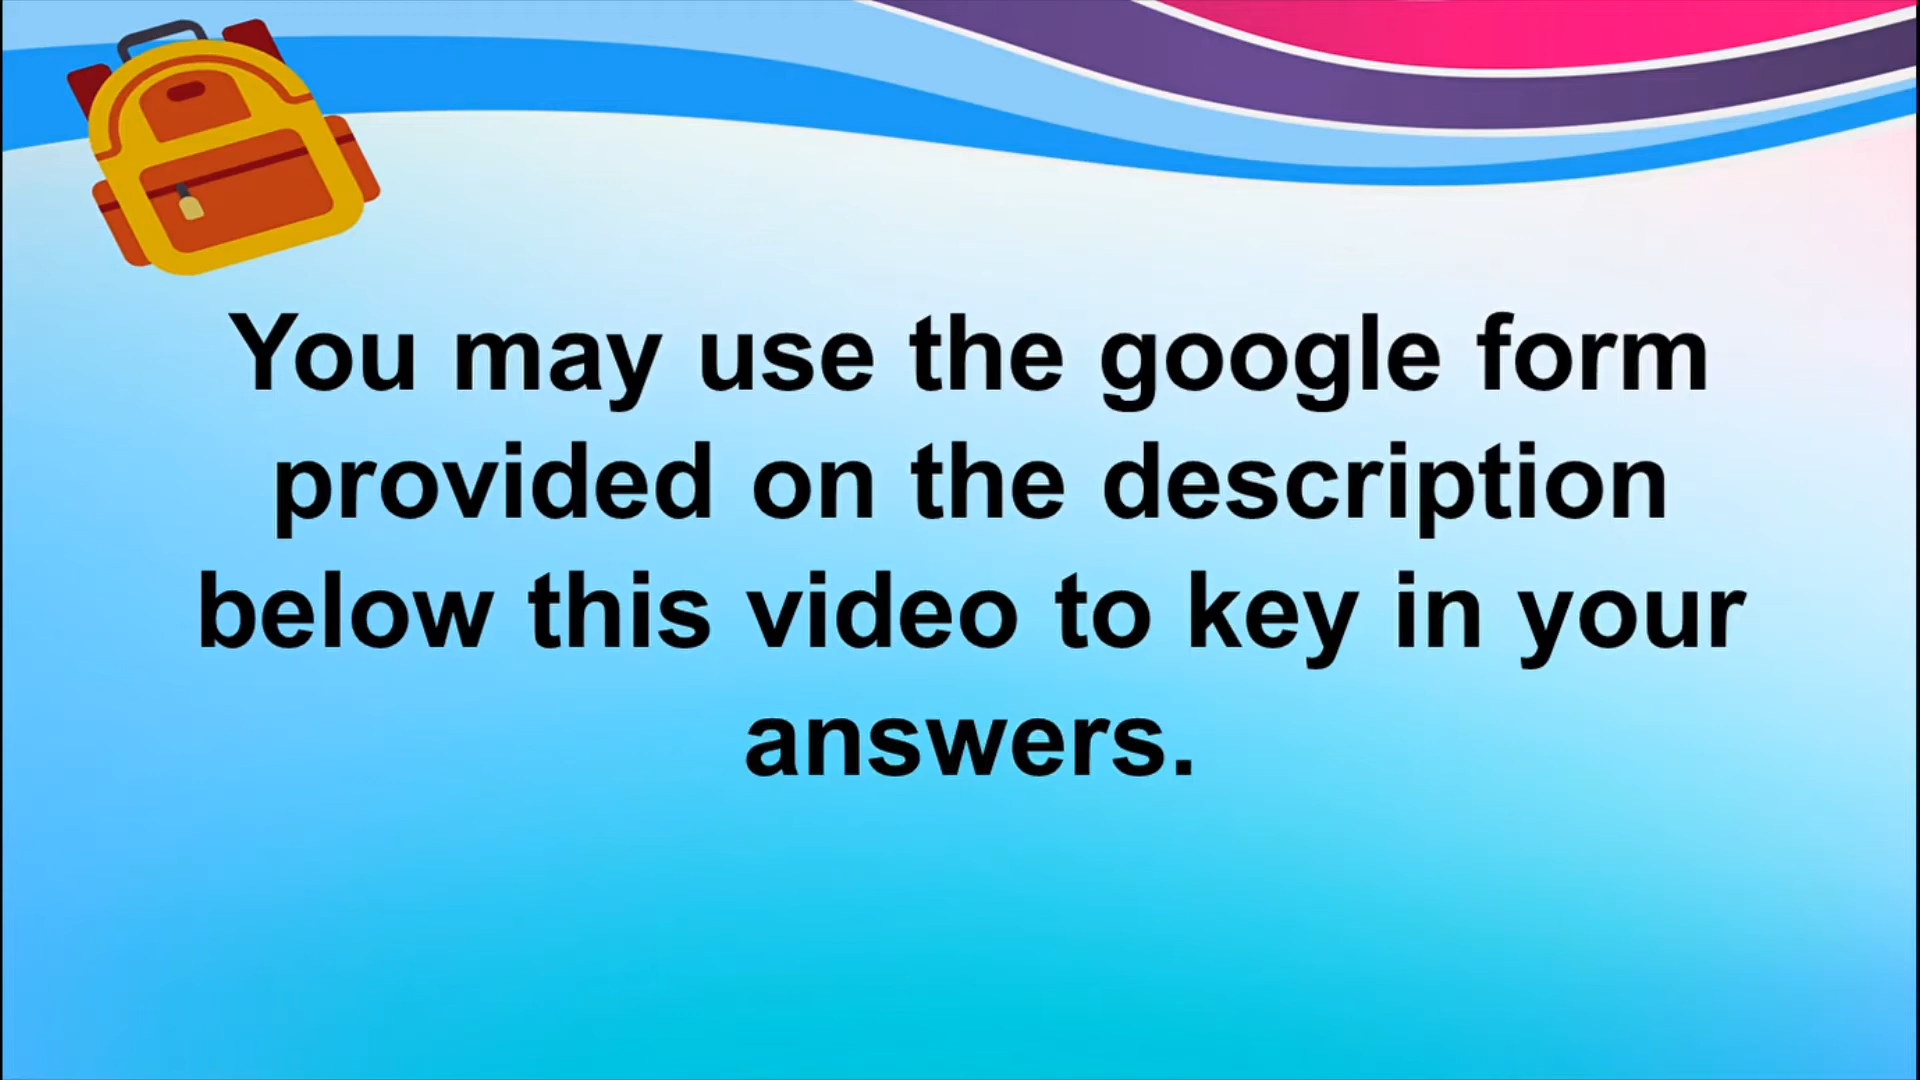 You may use the google form
provided on the description
below this video to key in your
answers.